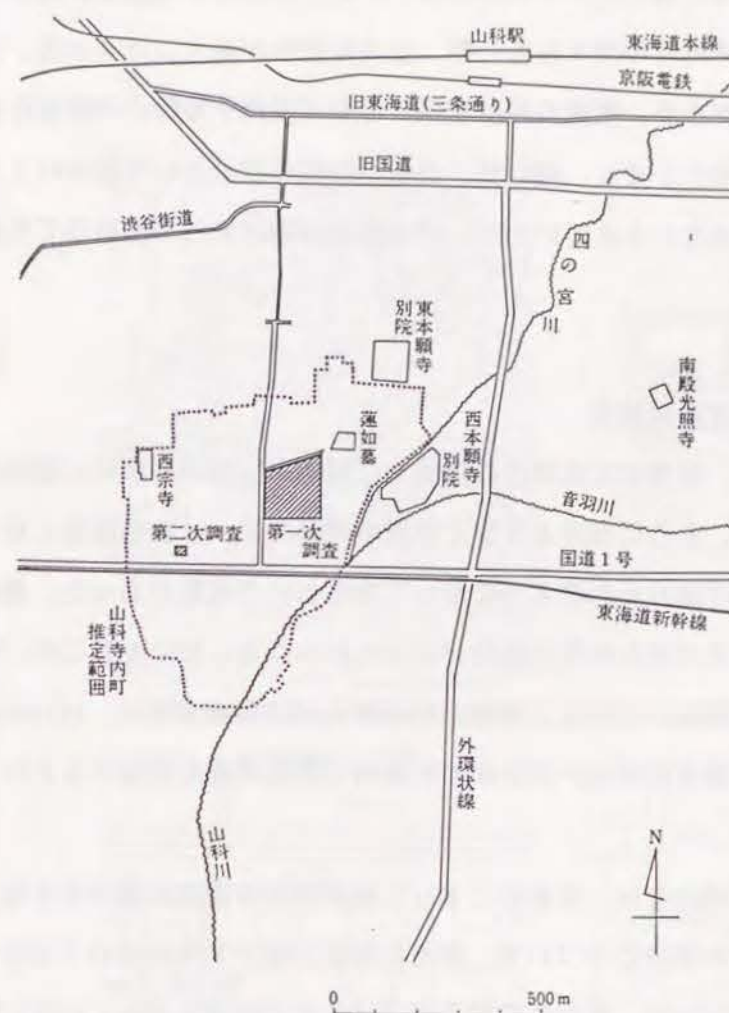 山科駅
東海道本線
京阪電鉄
旧東海道(三条通り)
旧国道
渋谷街道
四の宮川
東本願寺
別院
南殿光照寺
蓮如墓
西本願寺
別院
西宗寺
音羽川
第二次調査
第一次
調査
国道1号
東海道新幹線
山科寺内町
推定範囲
外環状線
山科川
N
0 500m